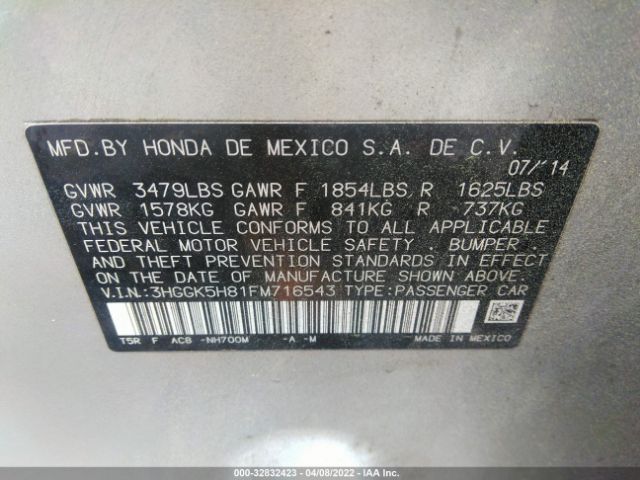 MFD.BY HONDA DE MEXICO S.A. DE C.V.
07/14
GVWR 3479LBS GAWR F 1854LBS R 1625LBS
GVWR 1578KG GAWR F 841KG R 737KG
THIS VEHICLE CONFORMS TO ALL APPLICABLE
FEDERAL MOTOR VEHICLE SAFETY . BUMPER .
AND THEFT PREVENTION STANDARDS IN EFFECT
ON THE DATE OF MANUFACTURE SHOWN ABOVE.
V.I.N.:3HGGK5H81FM716543 TYPE:PASSENGER CAR
T5R F AC8 -NH700M -A -M MADE IN MEXICO
000-32832423 - 04/08/2022 - IAAI.COM